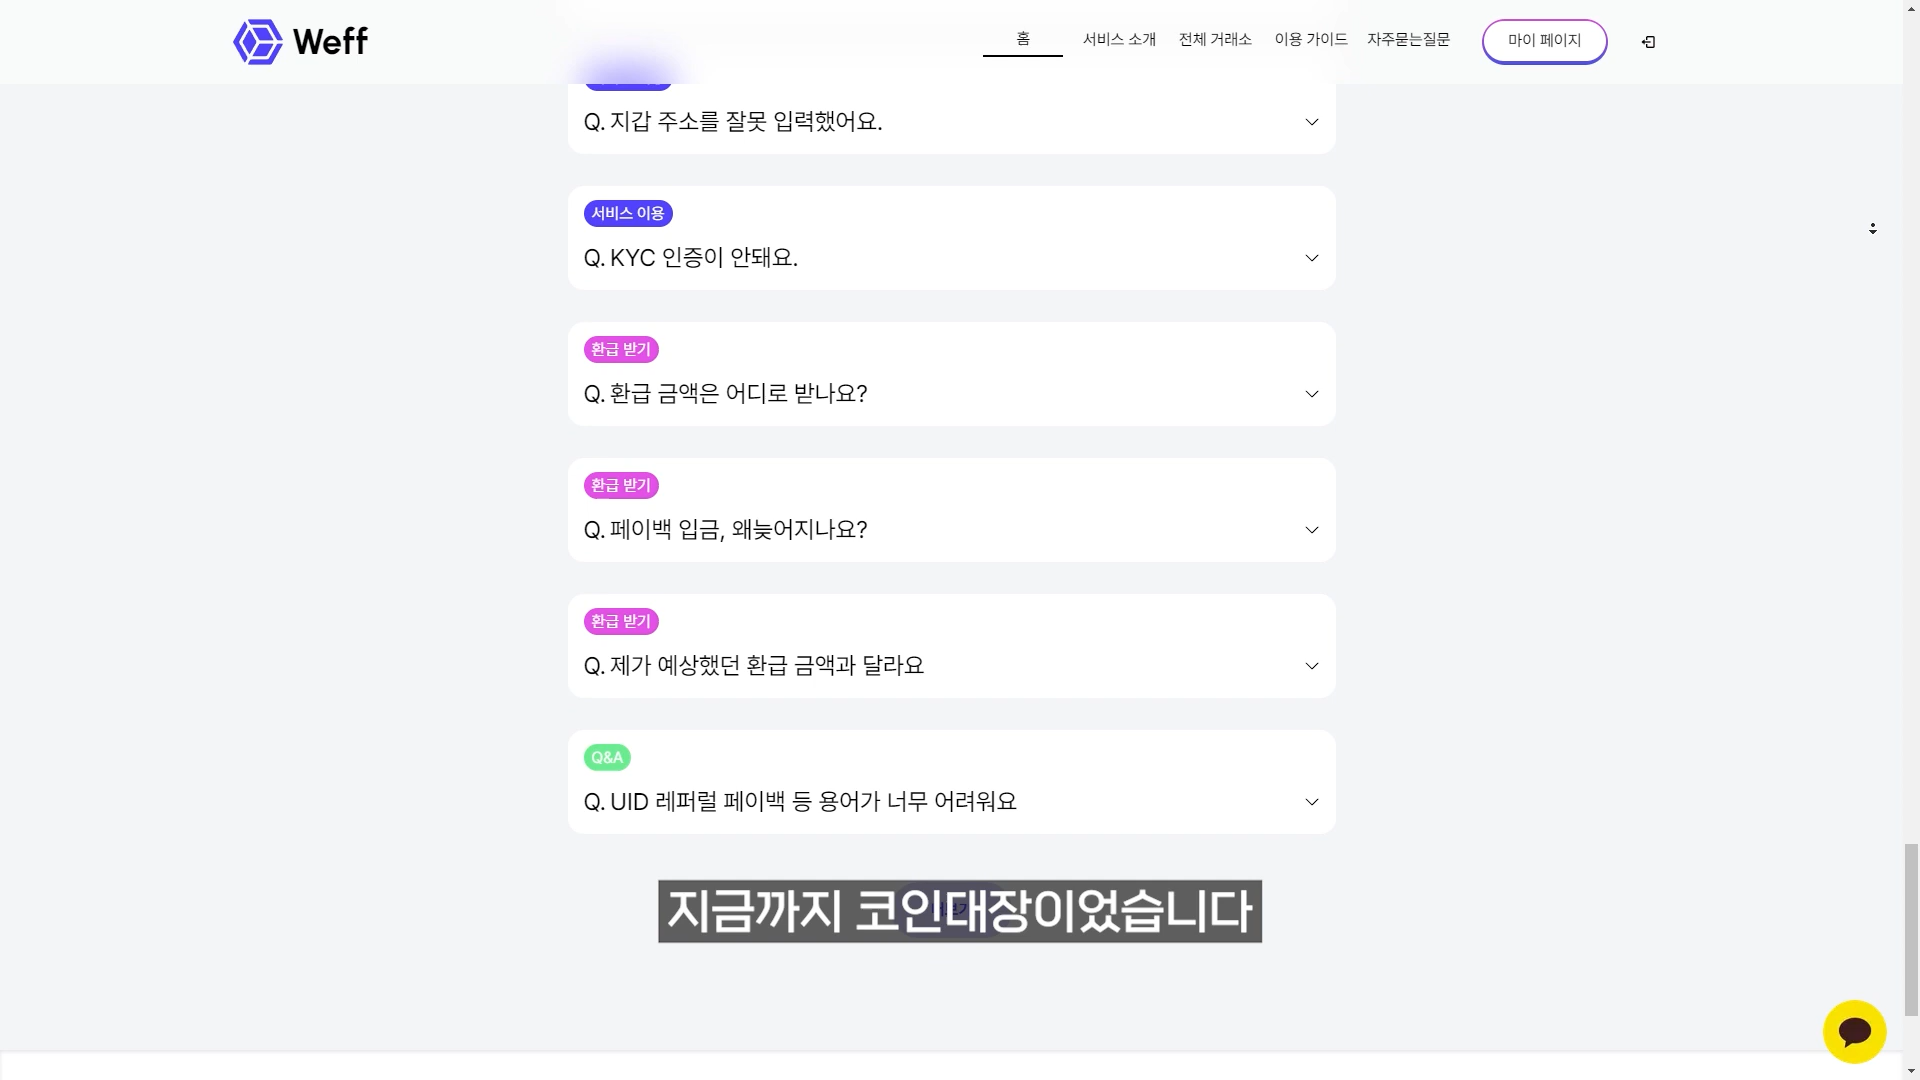 Weff
홈
서비스 소개
전체 거래소
이용 가이드
자주묻는질문
마이 페이지
Q. 지갑 주소를 잘못 입력했어요.
서비스 이용
Q. KYC 인증이 안돼요.
환급 받기
Q. 환급 금액은 어디로 받나요?
환급 받기
Q. 페이백 입금, 왜늦어지나요?
환급 받기
Q. 제가 예상했던 환급 금액과 달라요
Q&A
Q. UID 레퍼럴 페이백 등 용어가 너무 어려워요
지금까지 코인대장이었습니다